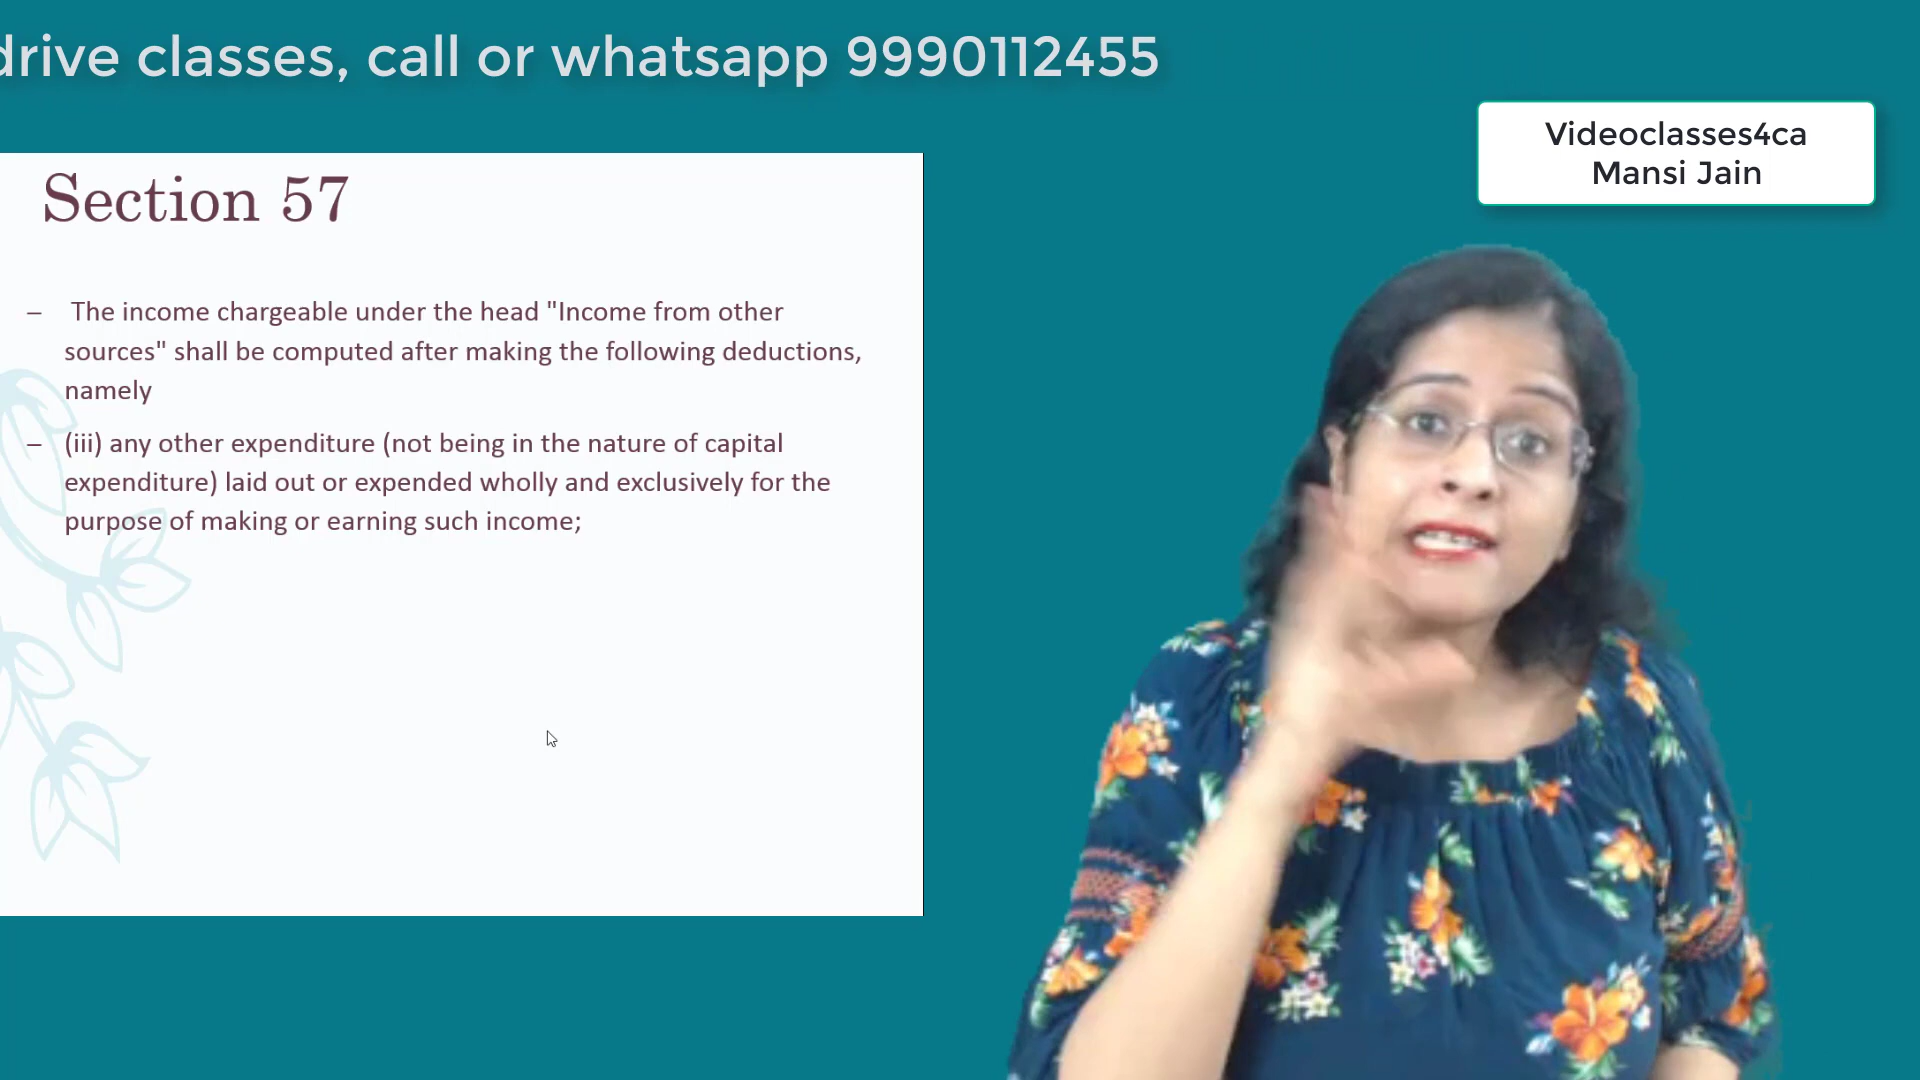 drive classes, call or whatsapp 9990112455
Videoclasses4ca
Mansi Jain
Section 57
– The income chargeable under the head "Income from other
sources" shall be computed after making the following deductions,
namely
– (iii) any other expenditure (not being in the nature of capital
expenditure) laid out or expended wholly and exclusively for the
purpose of making or earning such income;